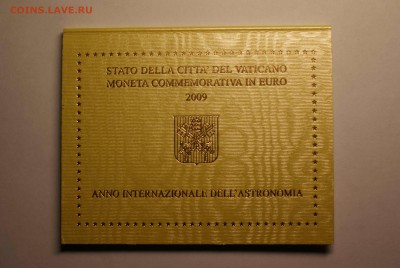 COINS.LAVE.RU
STATO DELLA CITTA' DEL VATICANO
MONETA COMMEMORATIVA IN EURO
2009
ANNO INTERNAZIONALE DELL'ASTRONOMIA